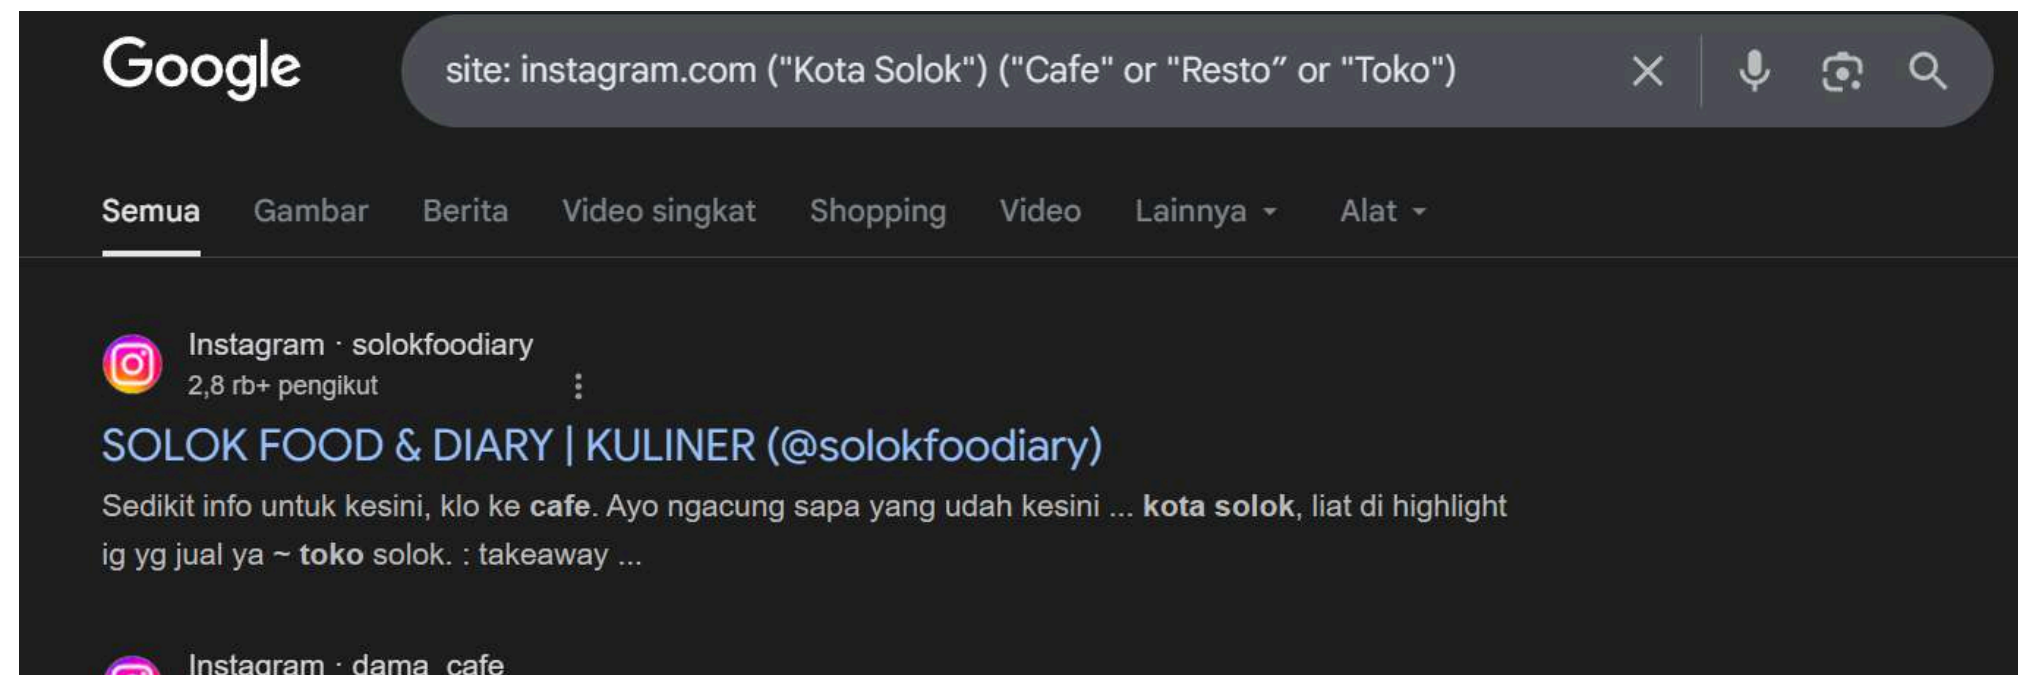 Google
site: instagram.com ("Kota Solok") ("Cafe" or "Resto” or "Toko")
Semua Gambar Berita Video singkat Shopping Video Lainnya Alat
Instagram · solokfoodiary
2,8 rb+ pengikut
SOLOK FOOD & DIARY | KULINER (@solokfoodiary)
Sedikit info untuk kesini, klo ke cafe. Ayo ngacung sapa yang udah kesini ... kota solok, liat di highlight
ig yg jual ya ~ toko solok. : takeaway ...
Instagram · dama_cafe